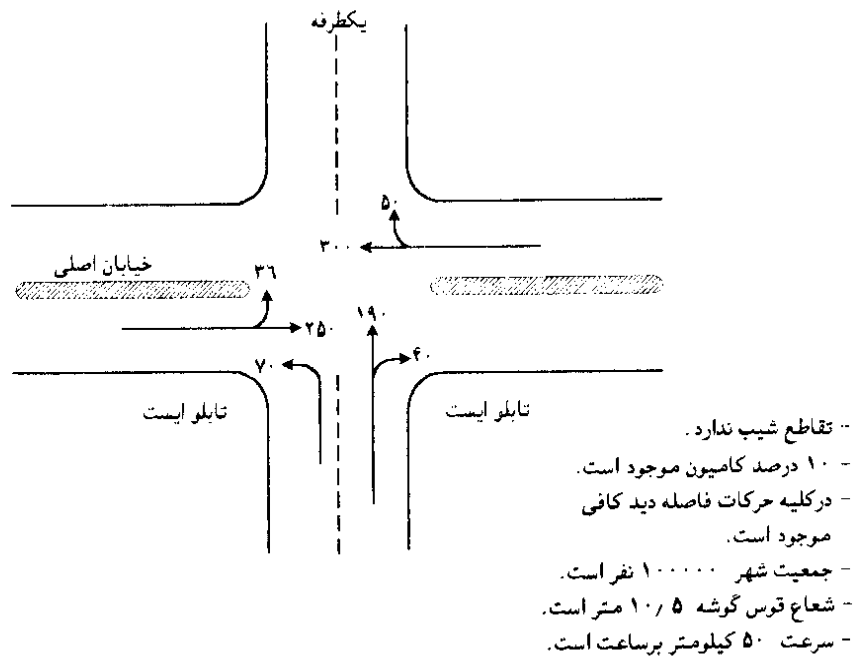 یکطرفه
۵۰
۳۰۰
خیابان اصلی
۳۶
۲۵۰
۱۹۰
۷۰
۴۰
تابلو ایست
تابلو ایست
- تقاطع شیب ندارد.
- ۱۰ درصد کامیون موجود است.
- درکلیه حرکات فاصله دید کافی
موجود است.
- جمعیت شهر ۱۰۰۰۰۰ نفر است.
- شعاع قوس گوشه ۱۰٫۵ متر است.
- سرعت ۵۰ کیلومتر برساعت است.